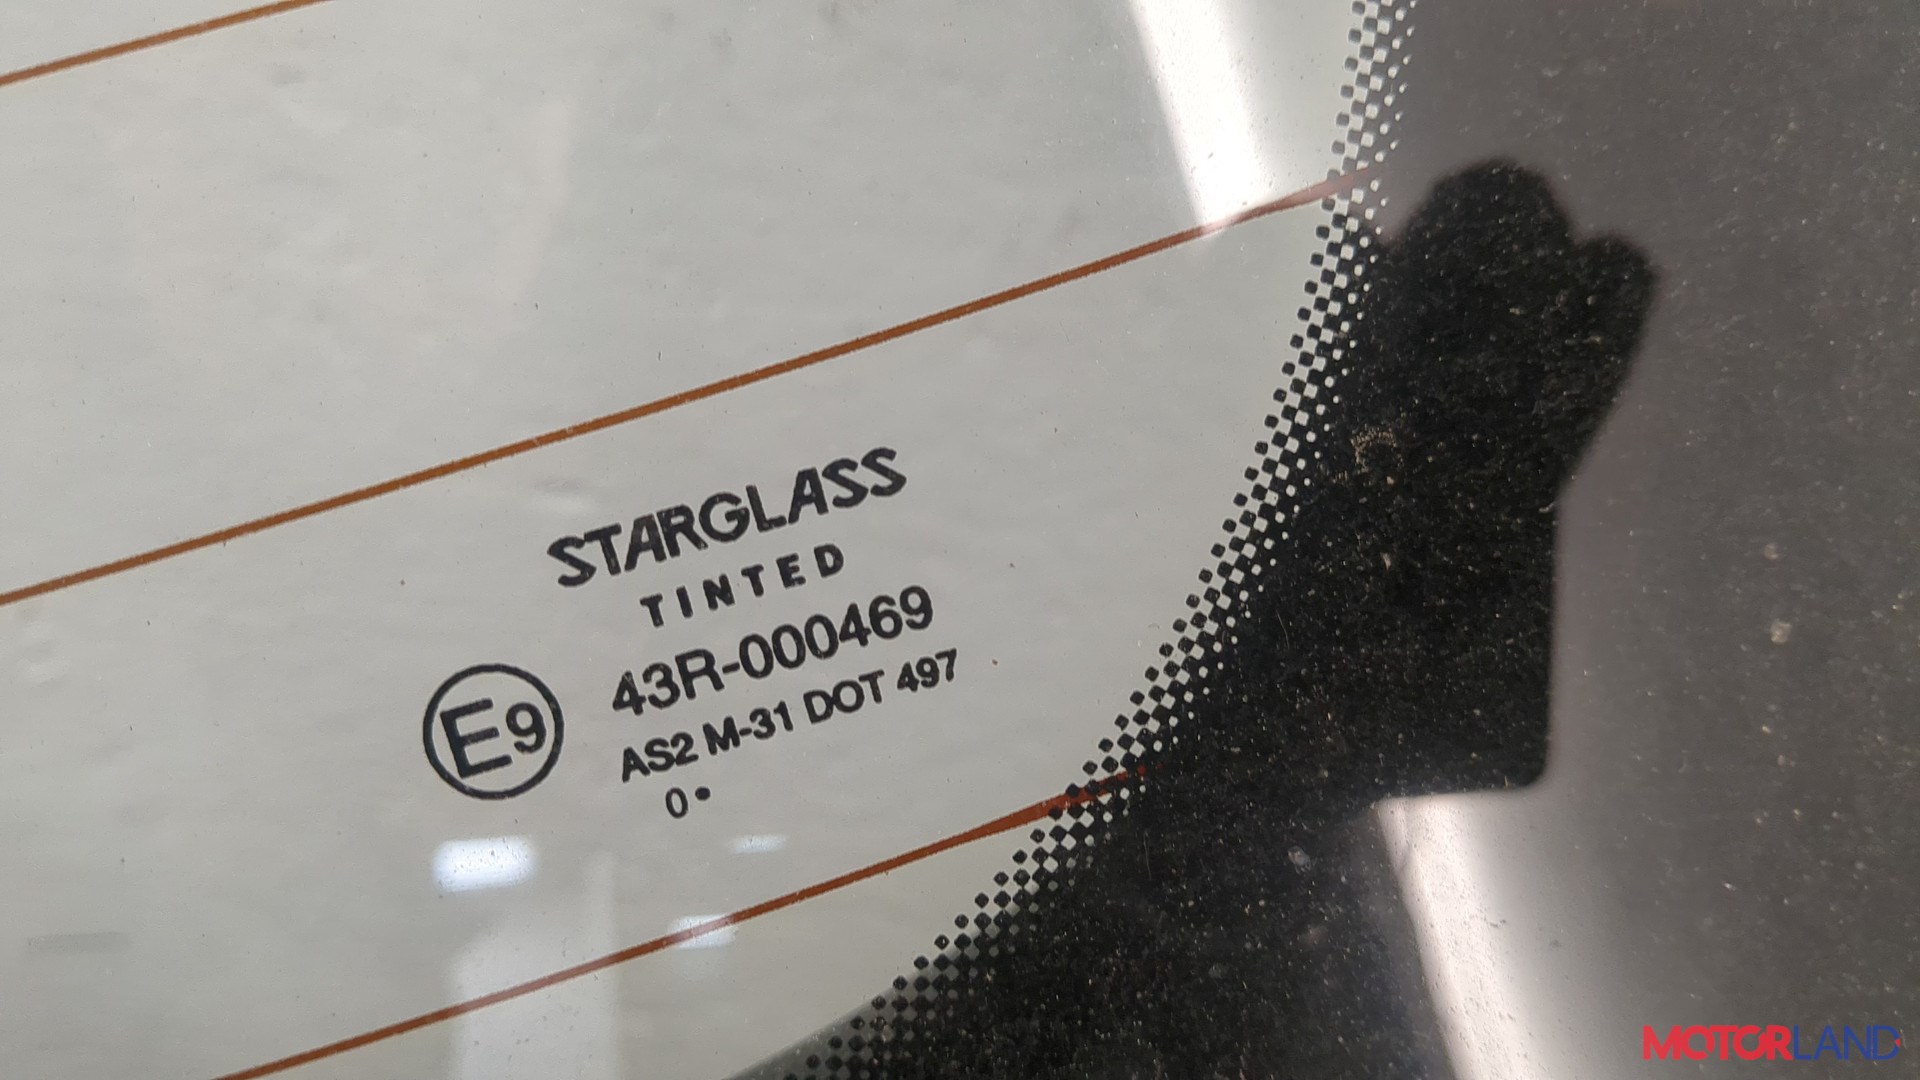 STARGLASS
TINTED
43R-000469
E9
AS2 M-31 DOT 497
0•
MOTORLAND